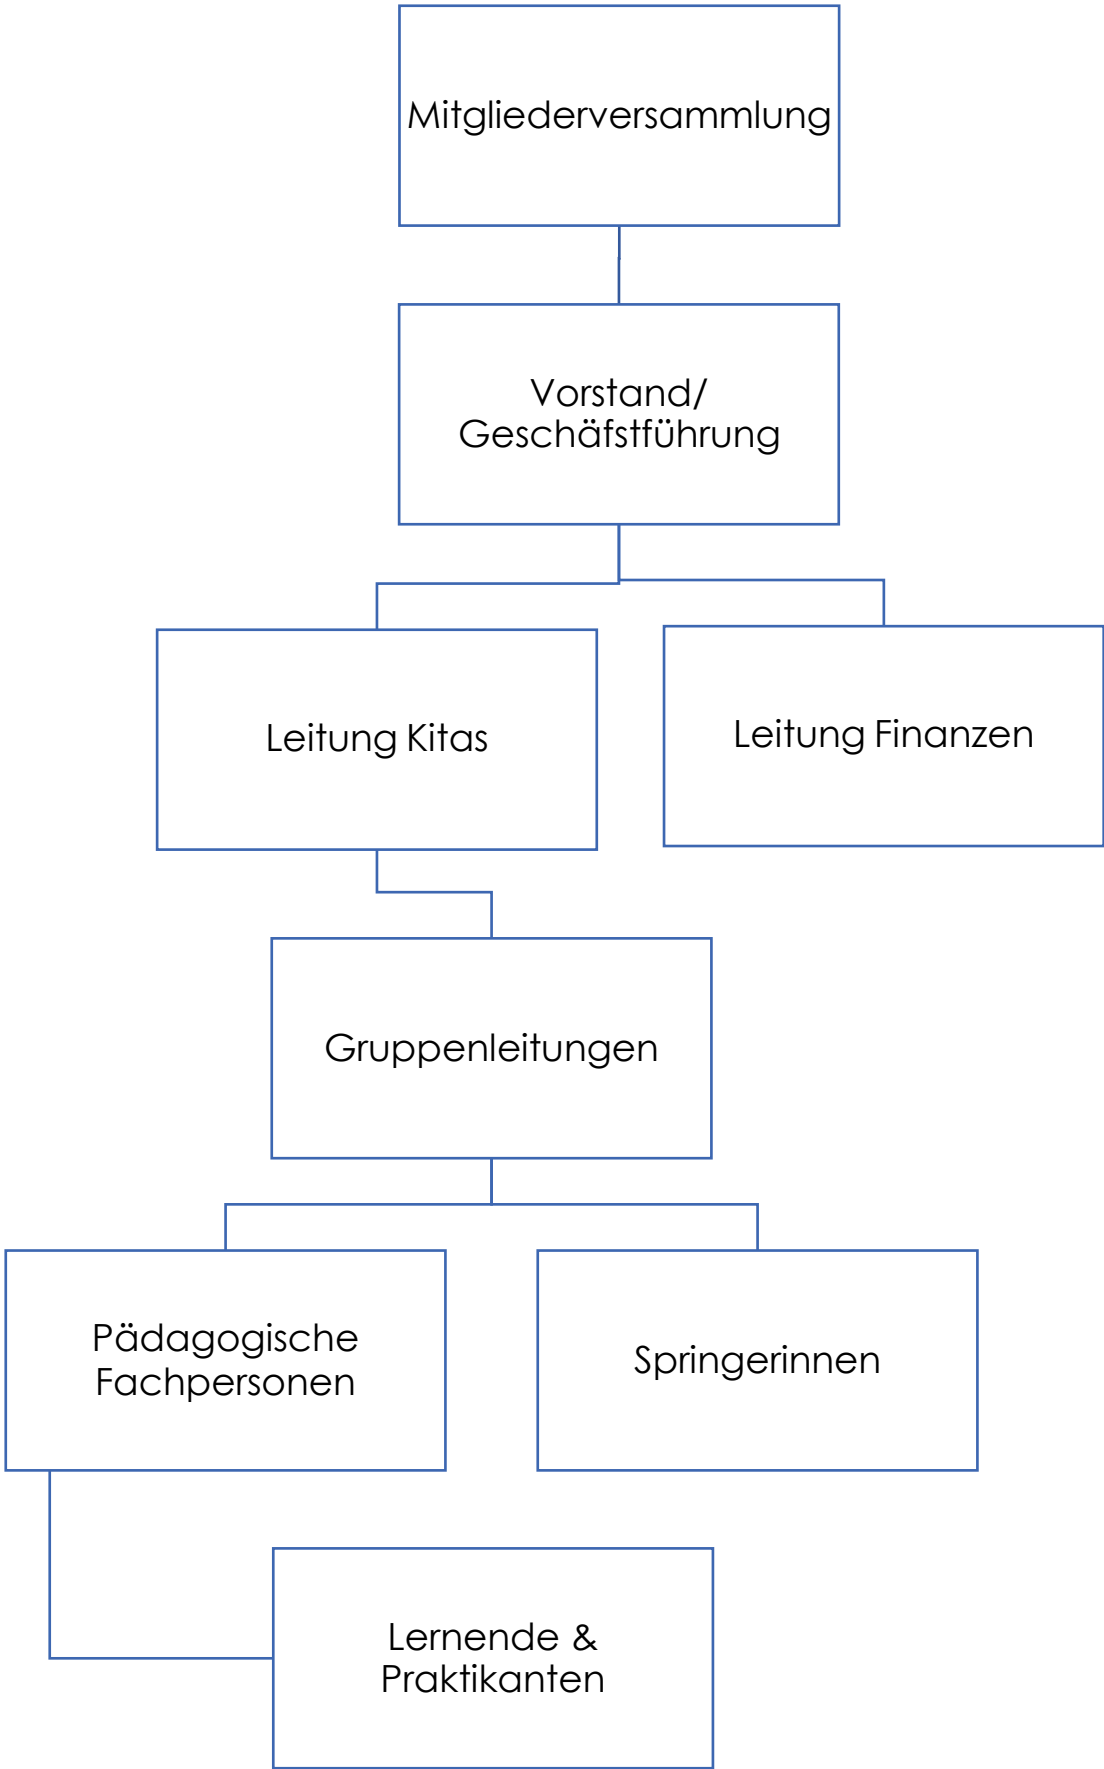 Mitgliederversammlung
Vorstand/
Geschäfstführung
Leitung Kitas
Leitung Finanzen
Gruppenleitungen
Pädagogische
Fachpersonen
Springerinnen
Lernende &
Praktikanten